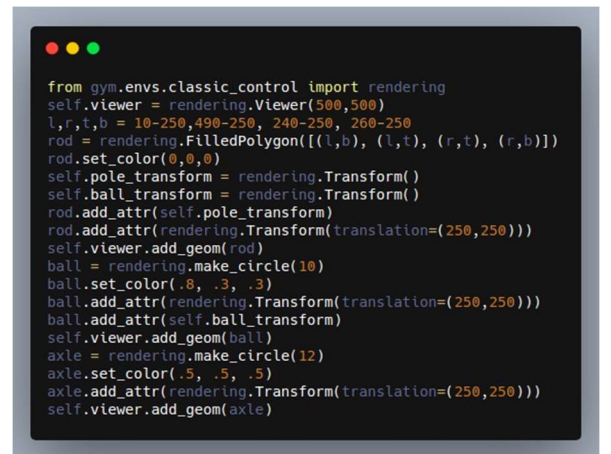 from gym.envs.classic_control import rendering
self.viewer = rendering.Viewer(500,500)
l,r,t,b = 10-250,490-250, 240-250, 260-250
rod = rendering.FilledPolygon([(l,b), (l,t), (r,t), (r,b)])
rod.set_color(0,0,0)
self.pole_transform = rendering.Transform()
self.ball_transform = rendering.Transform()
rod.add_attr(self.pole_transform)
rod.add_attr(rendering.Transform(translation=(250,250)))
self.viewer.add_geom(rod)
ball = rendering.make_circle(10)
ball.set_color(.8, .3, .3)
ball.add_attr(rendering.Transform(translation=(250,250)))
ball.add_attr(self.ball_transform)
self.viewer.add_geom(ball)
axle = rendering.make_circle(12)
axle.set_color(.5, .5, .5)
axle.add_attr(rendering.Transform(translation=(250,250)))
self.viewer.add_geom(axle)